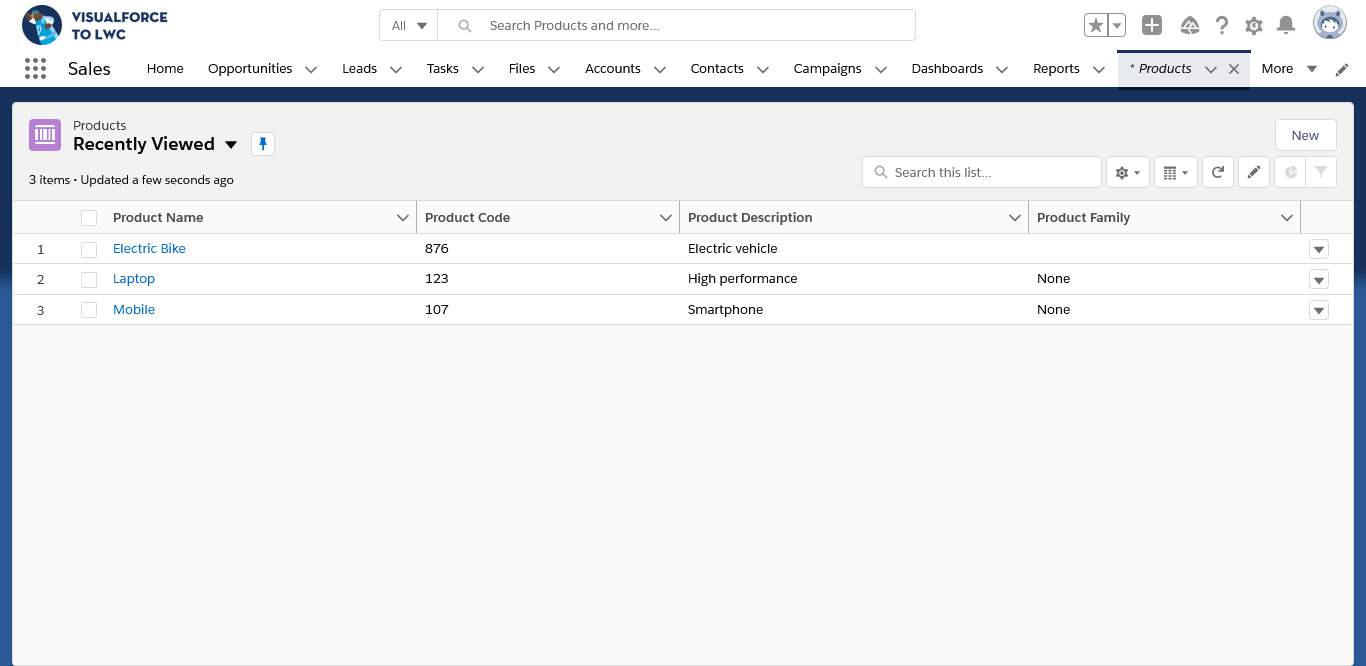 VISUALFORCE
TO LWC
All
Search Products and more...
Sales
Home
Opportunities
Leads
Tasks
Files
Accounts
Contacts
Campaigns
Dashboards
Reports
* Products
More
Products
Recently Viewed
New
3 items • Updated a few seconds ago
Search this list...
Product Name Product Code Product Description Product Family
1 Electric Bike 876 Electric vehicle
2 Laptop 123 High performance None
3 Mobile 107 Smartphone None